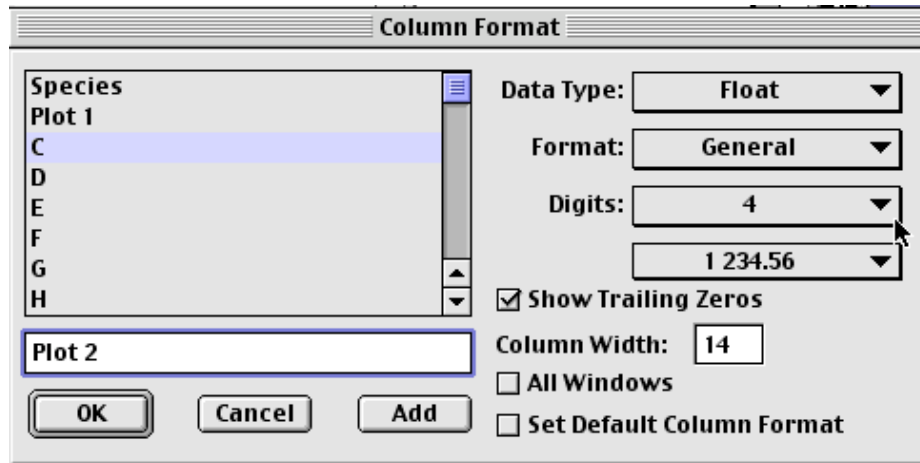 Column Format
Species
Plot 1
C
D
E
F
G
H
Plot 2
OK Cancel Add
Data Type: Float
Format: General
Digits: 4
1 234.56
Show Trailing Zeros
Column Width: 14
All Windows
Set Default Column Format